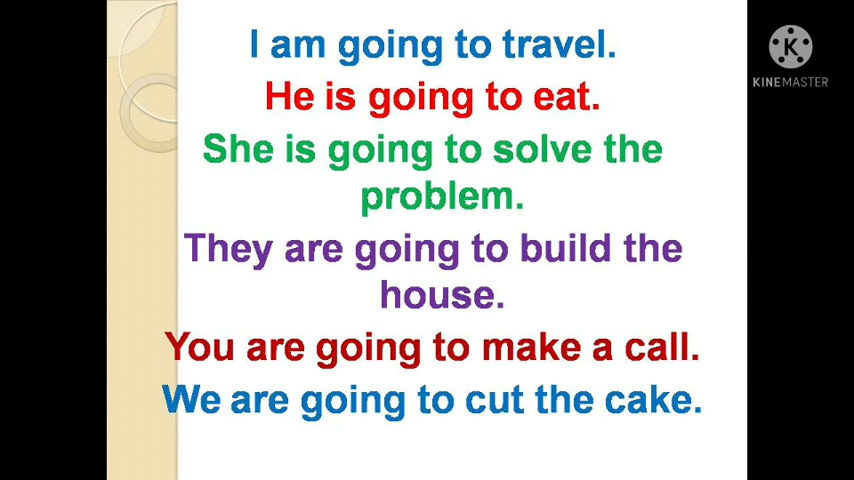 I am going to travel.
He is going to eat.
She is going to solve the
problem.
They are going to build the
house.
You are going to make a call.
We are going to cut the cake.
K
KINEMASTER